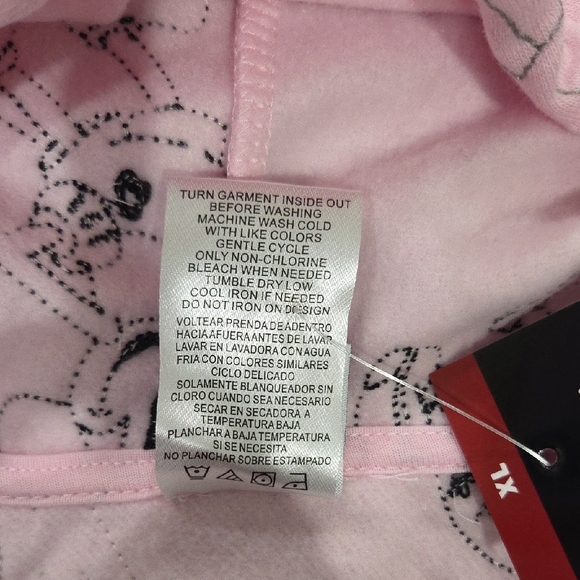 TURN GARMENT INSIDE OUT
BEFORE WASHING
MACHINE WASH COLD
WITH LIKE COLORS
GENTLE CYCLE
ONLY NON-CHLORINE
BLEACH WHEN NEEDED
TUMBLE DRY LOW
COOL IRON IF NEEDED
DO NOT IRON ON DESIGN
VOLTEAR PRENDA DE ADENTRO
HACIA AFUERA ANTES DE LAVAR
LAVAR EN LAVADORA CON AGUA
FRIA CON COLORES SIMILARES
CICLO DELICADO
SOLAMENTE BLANQUEADOR SIN
CLORO CUANDO SEA NECESARIO
SECAR EN SECADORA A
TEMPERATURA BAJA
PLANCHAR A BAJA TEMPERATURA
SI SE NECESITA
NO PLANCHAR SOBRE ESTAMPADO
XL